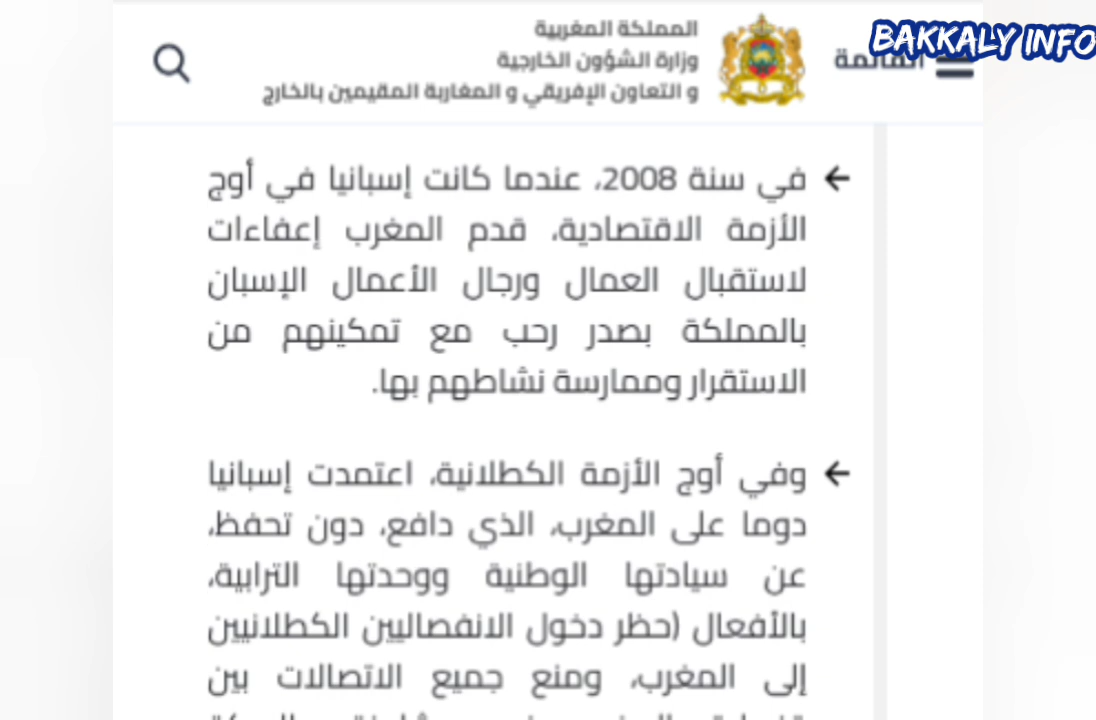 BAKKALY INFO
القائمة
المملكة المغربية
وزارة الشؤون الخارجية
و التعاون الإفريقي و المغاربة المقيمين بالخارج
في سنة 2008، عندما كانت إسبانيا في أوج
الأزمة الاقتصادية، قدم المغرب إعفاءات
لاستقبال العمال ورجال الأعمال الإسبان
بالمملكة بصدر رحب مع تمكينهم من
الاستقرار وممارسة نشاطهم بها.
وفي أوج الأزمة الكطلانية، اعتمدت إسبانيا
دوما على المغرب، الذي دافع، دون تحفظ،
عن سيادتها الوطنية ووحدتها الترابية،
بالأفعال (حظر دخول الانفصاليين الكطلانيين
إلى المغرب، ومنع جميع الاتصالات بين